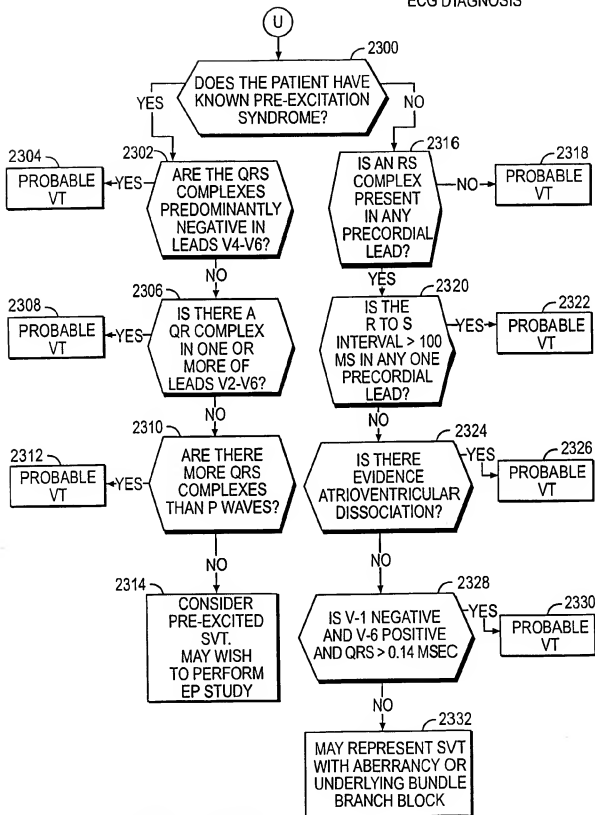 ECG DIAGNOSIS
U
2300
DOES THE PATIENT HAVE
KNOWN PRE-EXCITATION
SYNDROME?
YES
NO
2302
ARE THE QRS
COMPLEXES
PREDOMINANTLY
NEGATIVE IN
LEADS V4-V6?
YES
2304
PROBABLE
VT
NO
2306
IS THERE A
QR COMPLEX
IN ONE OR
MORE OF
LEADS V2-V6?
YES
2308
PROBABLE
VT
NO
2310
ARE THERE
MORE QRS
COMPLEXES
THAN P WAVES?
YES
2312
PROBABLE
VT
NO
2314
CONSIDER
PRE-EXCITED
SVT.
MAY WISH
TO PERFORM
EP STUDY
2316
IS AN RS
COMPLEX
PRESENT
IN ANY
PRECORDIAL
LEAD?
NO
2318
PROBABLE
VT
YES
2320
IS THE
R TO S
INTERVAL > 100
MS IN ANY ONE
PRECORDIAL
LEAD?
YES
2322
PROBABLE
VT
NO
2324
IS THERE
EVIDENCE
ATRIOVENTRICULAR
DISSOCIATION?
YES
2326
PROBABLE
VT
NO
2328
IS V-1 NEGATIVE
AND V-6 POSITIVE
AND QRS > 0.14 MSEC
YES
2330
PROBABLE
VT
NO
2332
MAY REPRESENT SVT
WITH ABERRANCY OR
UNDERLYING BUNDLE
BRANCH BLOCK